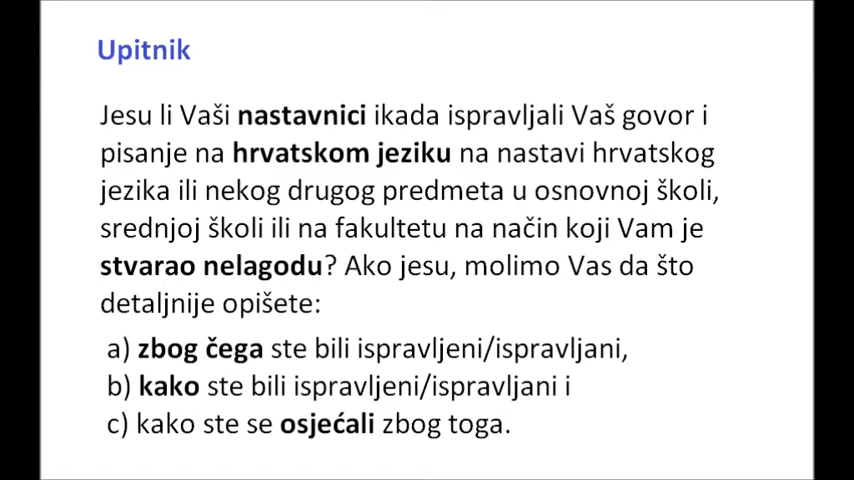 Upitnik
Jesu li Vaši nastavnici ikada ispravljali Vaš govor i
pisanje na hrvatskom jeziku na nastavi hrvatskog
jezika ili nekog drugog predmeta u osnovnoj školi,
srednjoj školi ili na fakultetu na način koji Vam je
stvarao nelagodu? Ako jesu, molimo Vas da što
detaljnije opišete:
a) zbog čega ste bili ispravljeni/ispravljani,
b) kako ste bili ispravljeni/ispravljani i
c) kako ste se osjećali zbog toga.